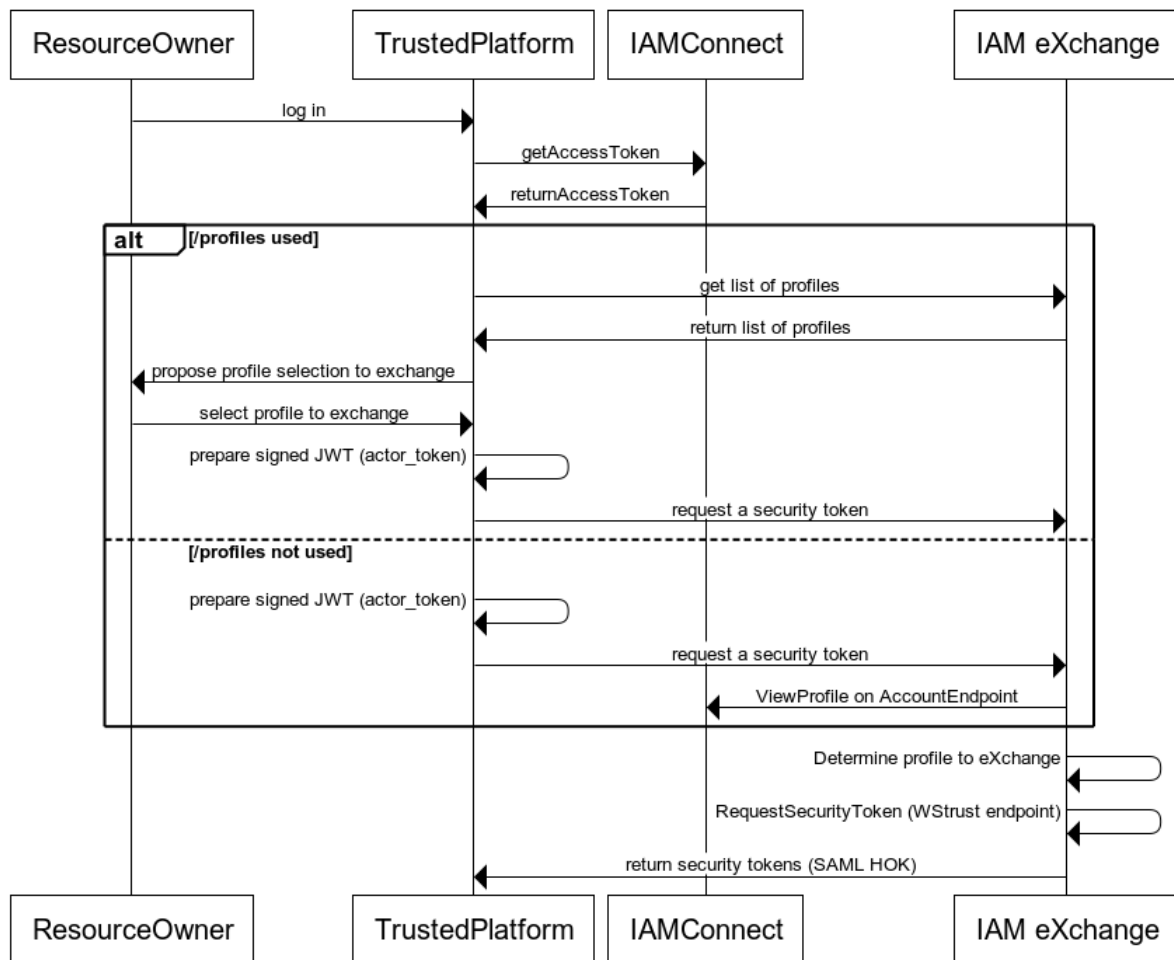 ResourceOwner TrustedPlatform IAMConnect IAM eXchange
log in
getAccessToken
returnAccessToken
alt [/profiles used]
get list of profiles
return list of profiles
propose profile selection to exchange
select profile to exchange
prepare signed JWT (actor_token)
request a security token
[/profiles not used]
prepare signed JWT (actor_token)
request a security token
ViewProfile on AccountEndpoint
Determine profile to eXchange
RequestSecurityToken (WStrust endpoint)
return security tokens (SAML HOK)
ResourceOwner TrustedPlatform IAMConnect IAM eXchange